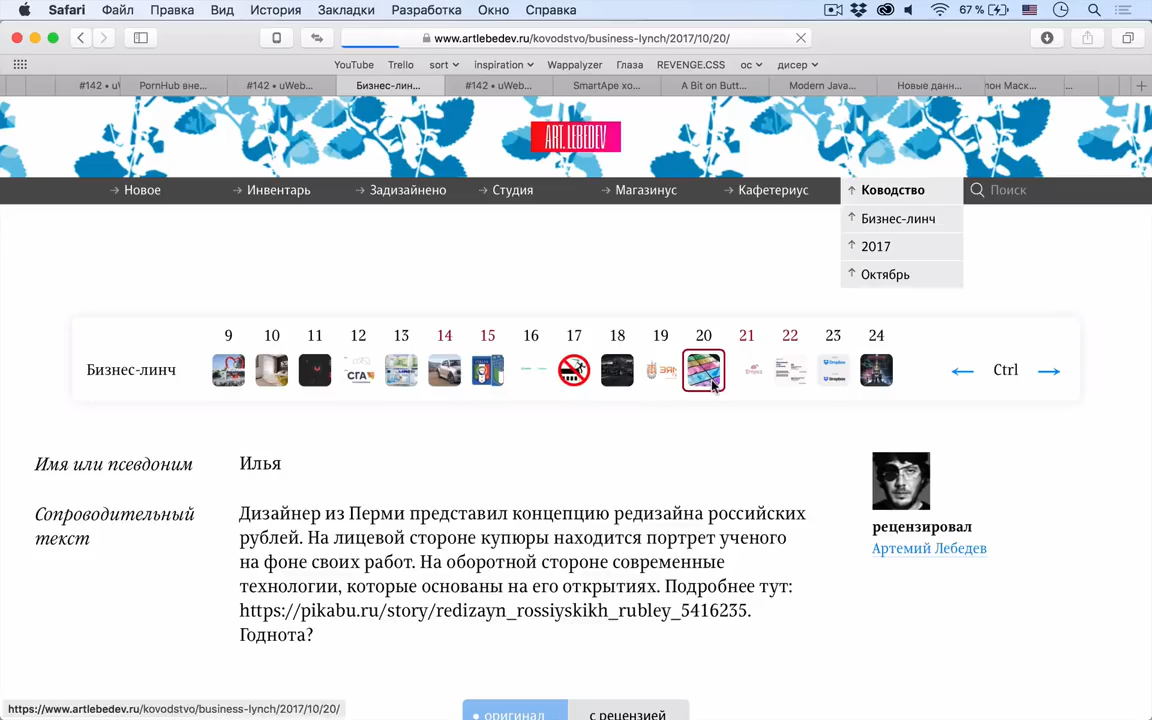 Safari Файл Правка Вид История Закладки Разработка Окно Справка 67 %
www.artlebedev.ru/kovodstvo/business-lynch/2017/10/20/
YouTube Trello sort inspiration Wappalyzer Глаза REVENGE.CSS ос дисер
#142 • uW PornHub вне... #142 • uWeb... Бизнес-лин... #142 • uWeb... SmartApe хо... A Bit on Butt... Modern Java... Новые данн... лон Маск... ...
ART.LEBEDEV
→ Новое → Инвентарь → Задизайнено → Студия → Магазинус → Кафетериус ↑ Ководство Поиск
↑ Бизнес-линч
↑ 2017
↑ Октябрь
9 10 11 12 13 14 15 16 17 18 19 20 21 22 23 24
Бизнес-линч ← Ctrl →
СГА
Dropbox
Dropbox
Имя или псевдоним Илья
Сопроводительный текст
Дизайнер из Перми представил концепцию редизайна российских
рублей. На лицевой стороне купюры находится портрет ученого
на фоне своих работ. На оборотной стороне современные
технологии, которые основаны на его открытиях. Подробнее тут:
https://pikabu.ru/story/redizayn_rossiyskikh_rubley_5416235.
Годнота?
рецензировал
Артемий Лебедев
• оригинал с рецензией
https://www.artlebedev.ru/kovodstvo/business-lynch/2017/10/20/